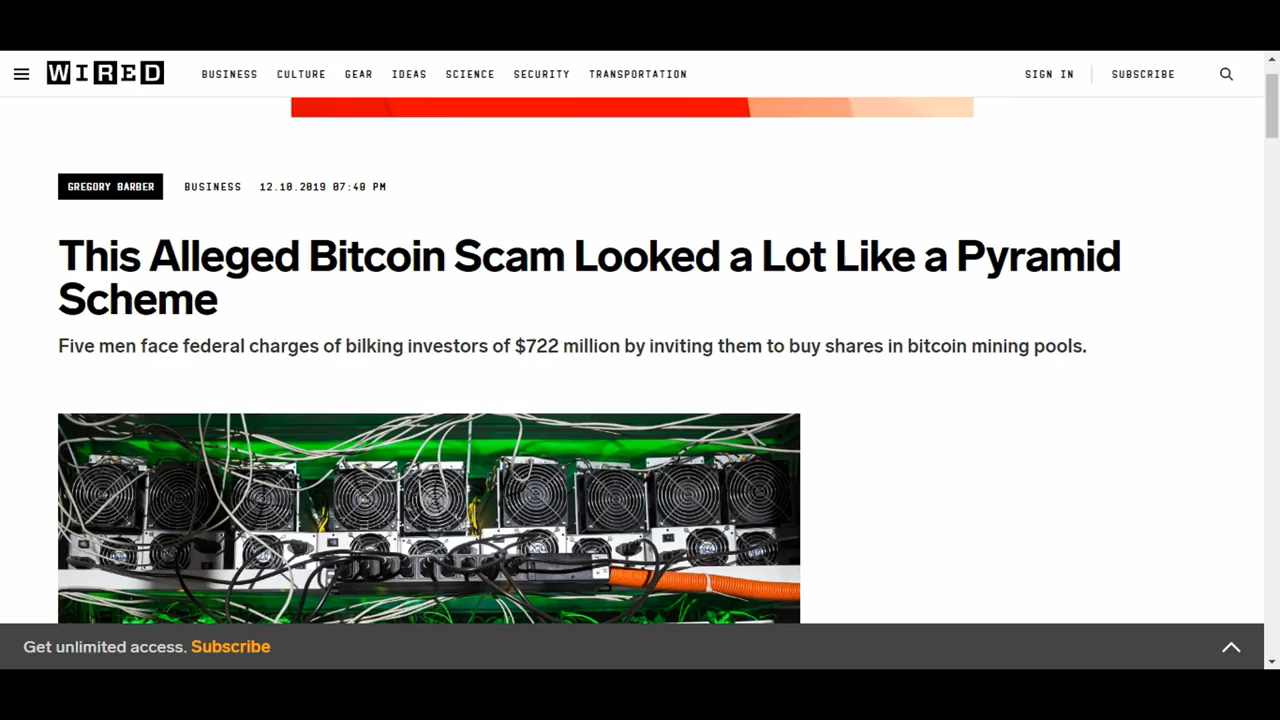 WIRED
BUSINESS CULTURE GEAR IDEAS SCIENCE SECURITY TRANSPORTATION
SIGN IN SUBSCRIBE
GREGORY BARBER BUSINESS 12.10.2019 07:48 PM
This Alleged Bitcoin Scam Looked a Lot Like a Pyramid
Scheme
Five men face federal charges of bilking investors of $722 million by inviting them to buy shares in bitcoin mining pools.
Get unlimited access. Subscribe